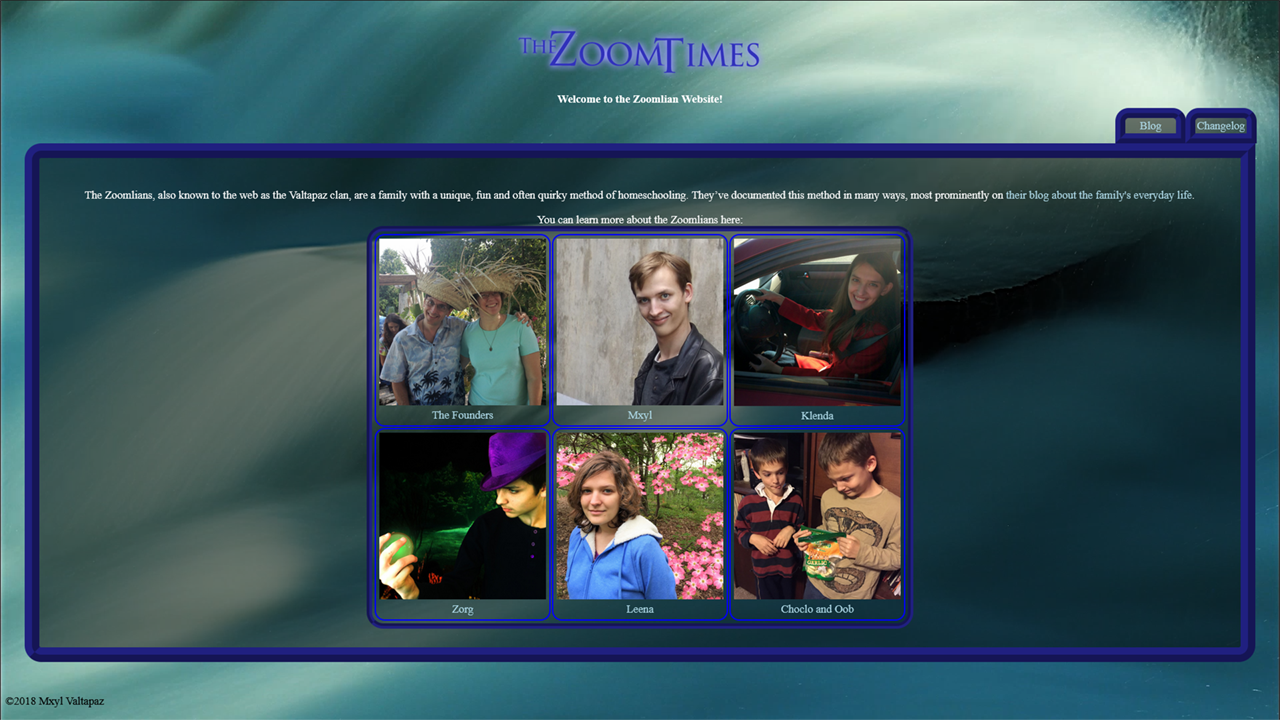 THE ZOOMTIMES
Welcome to the Zoomlian Website!
Blog Changelog
The Zoomlians, also known to the web as the Valtapaz clan, are a family with a unique, fun and often quirky method of homeschooling. They've documented this method in many ways, most prominently on their blog about the family's everyday life.
You can learn more about the Zoomlians here:
The Founders Mxyl Klenda
GARLIC
Zorg Leena Choclo and Oob
©2018 Mxyl Valtapaz